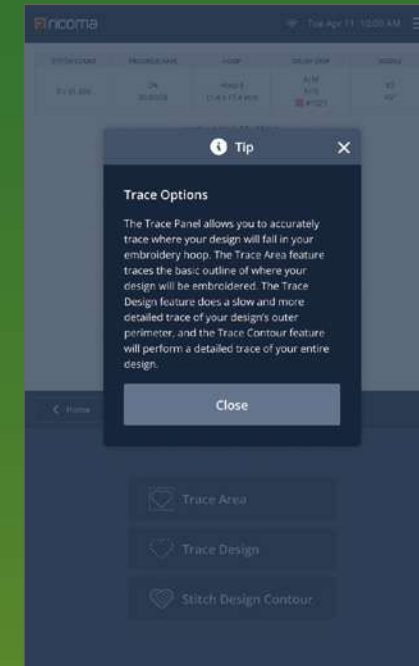 ricoma
Tue Apr 11 10:00 AM
Tip
Trace Options
The Trace Panel allows you to accurately
trace where your design will fall in your
embroidery hoop. The Trace Area feature
traces the basic outline of where your
design will be embroidered. The Trace
Design feature does a slow and more
detailed trace of your design's outer
perimeter, and the Trace Contour feature
will perform a detailed trace of your entire
design.
Close
Home
Trace Area
Trace Design
Stitch Design Contour